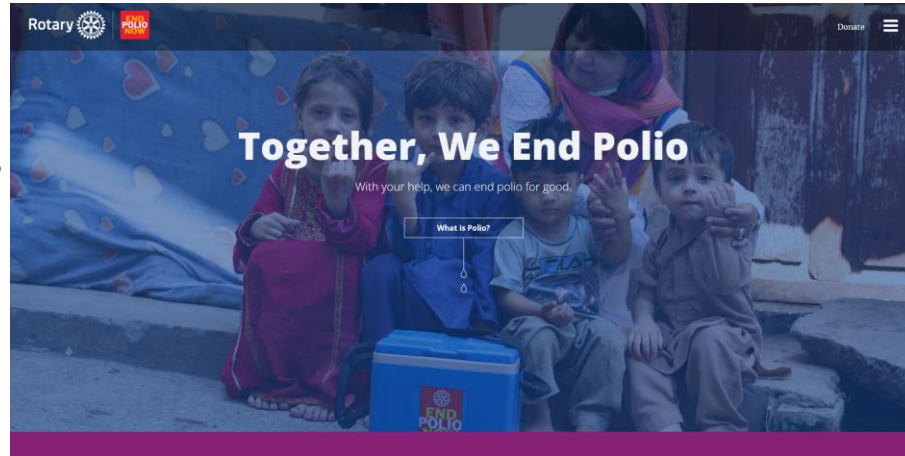 Rotary
END
POLIO
NOW
Donate
Together, We End Polio
With your help, we can end polio for good.
What is Polio?
END
POLIO